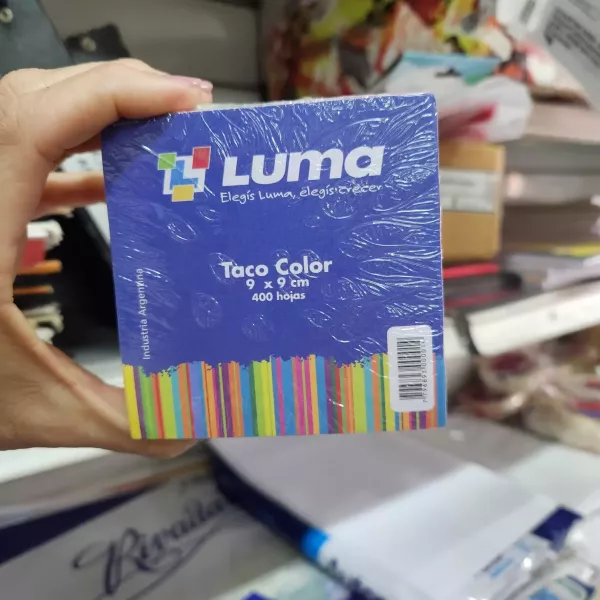 Luma
Elegís Luma, elegís crecer
Taco Color
9 x 9 cm
400 hojas
Industria Argentina